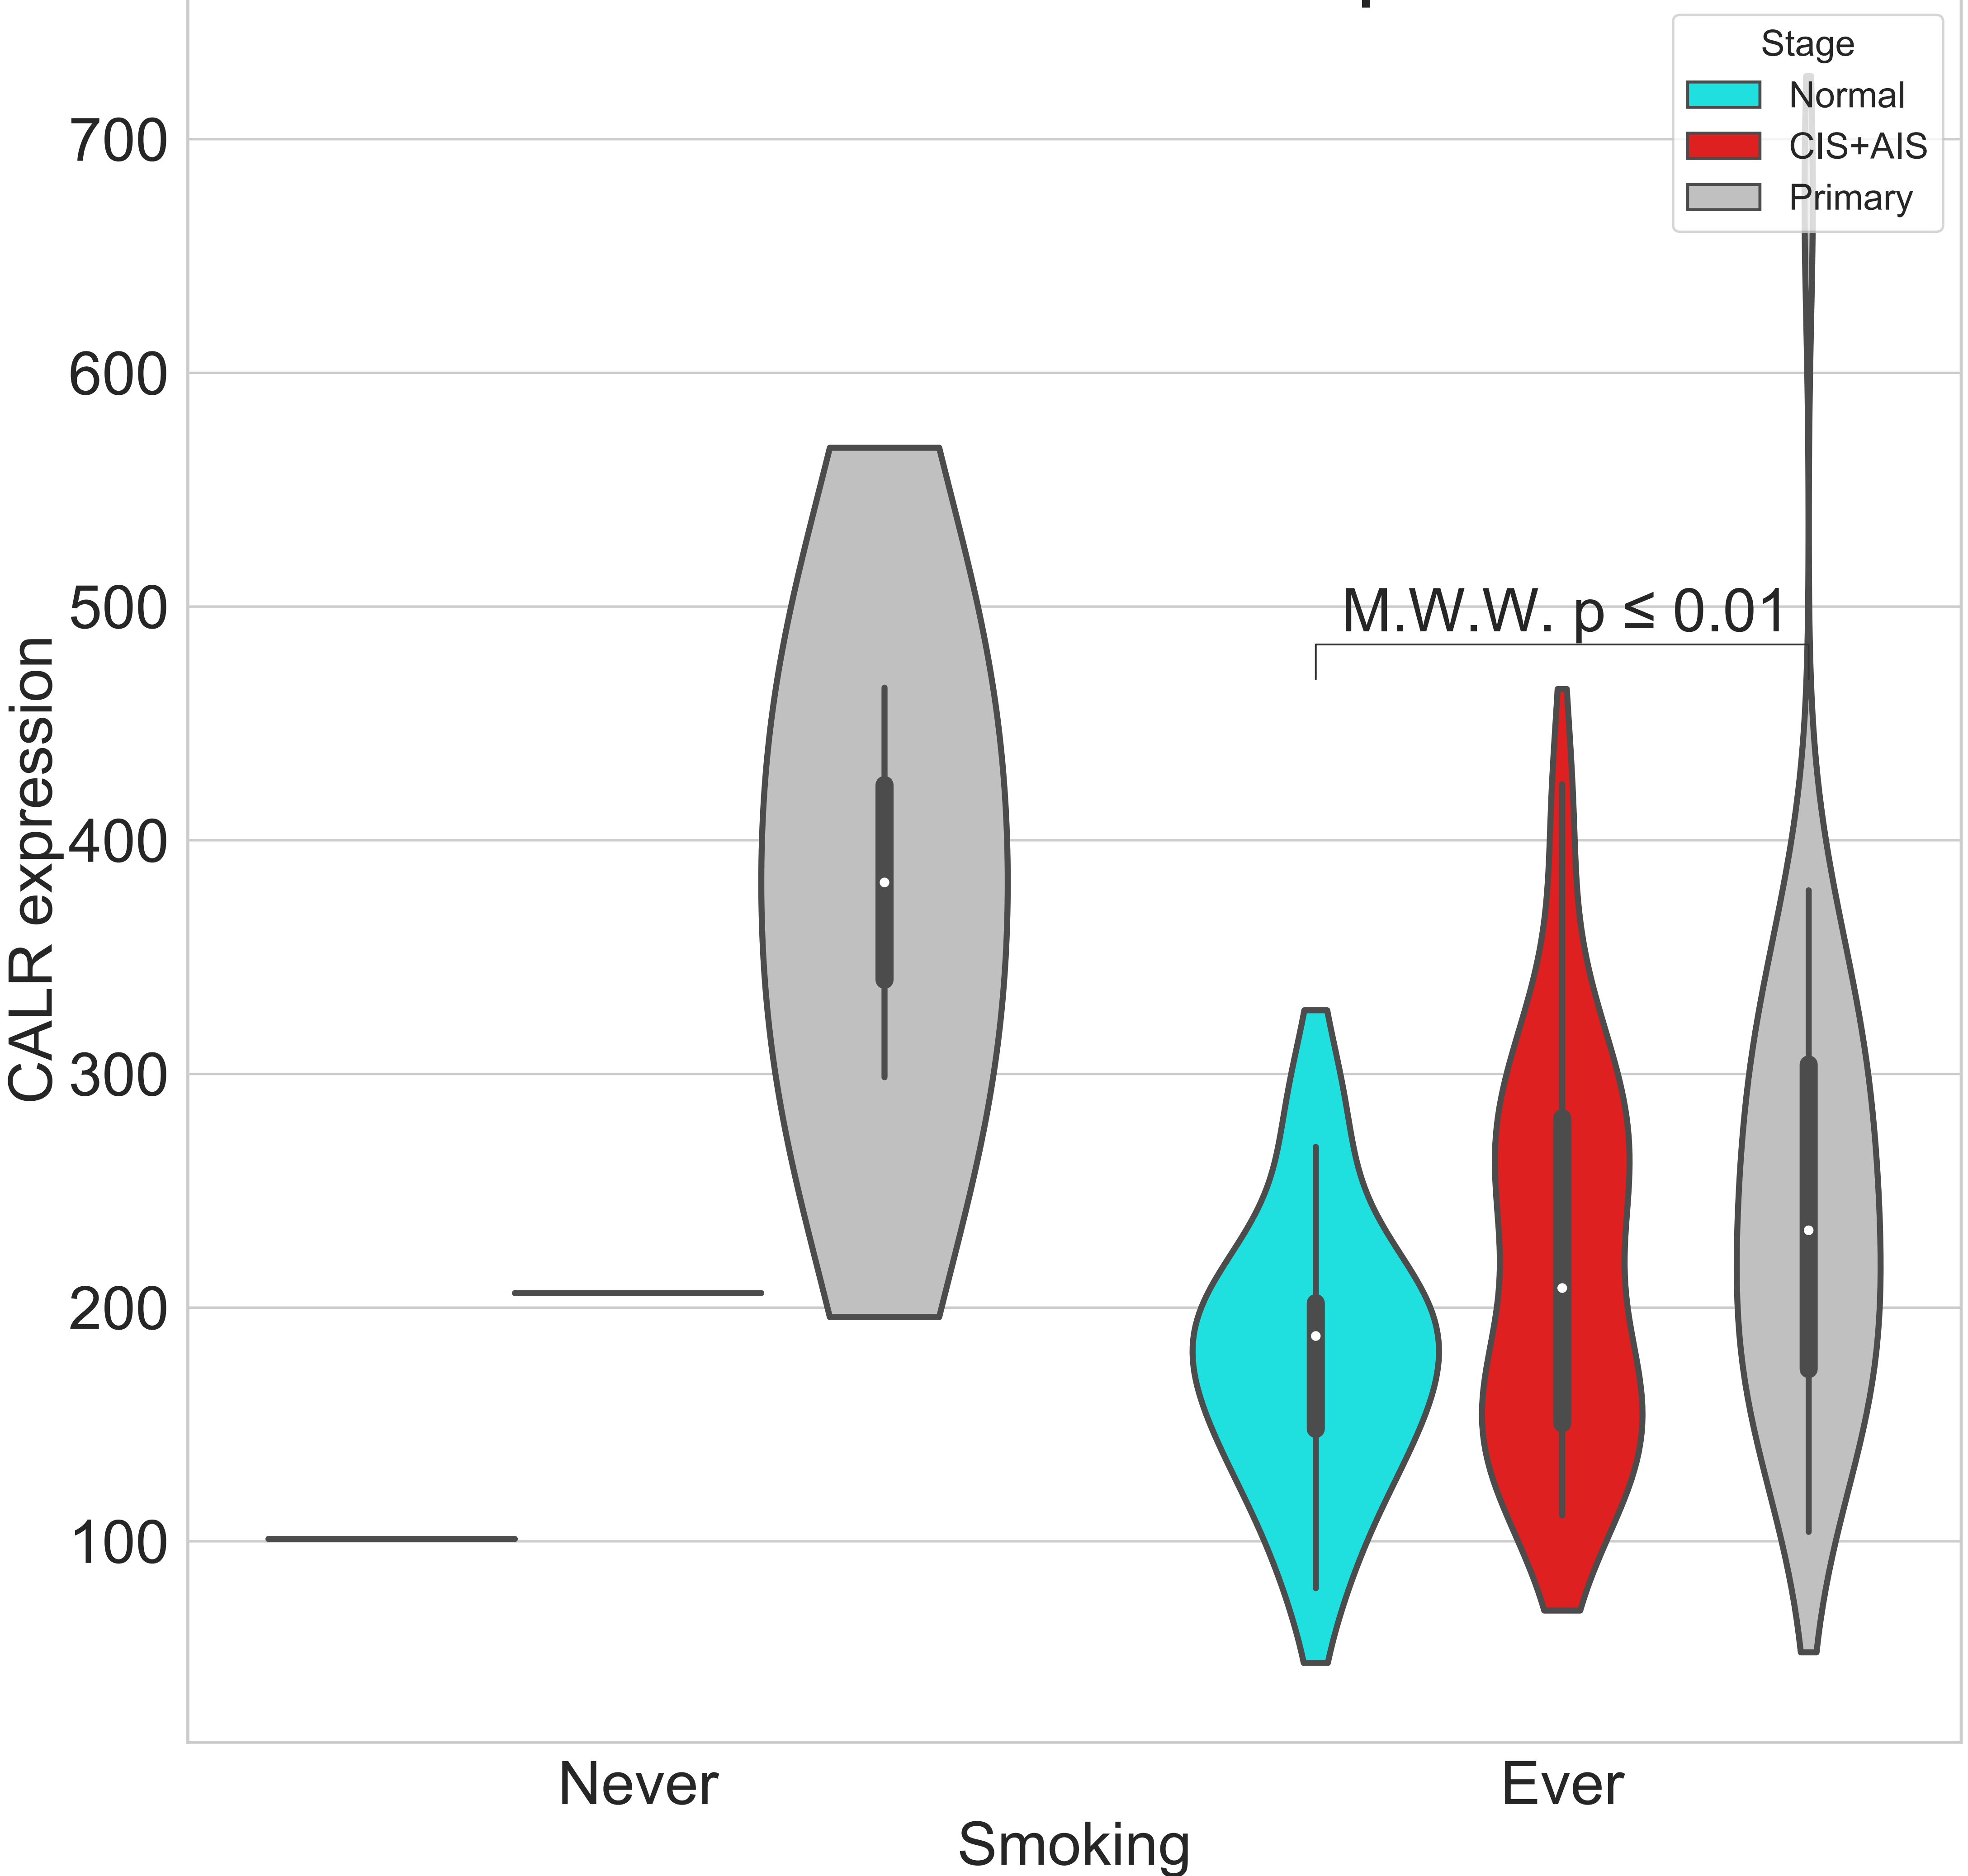 Stage
Normal
CIS+AIS
Primary
700
600
500
400
300
200
100
CALR expression
M.W.W. p ≤ 0.01
Never
Ever
Smoking